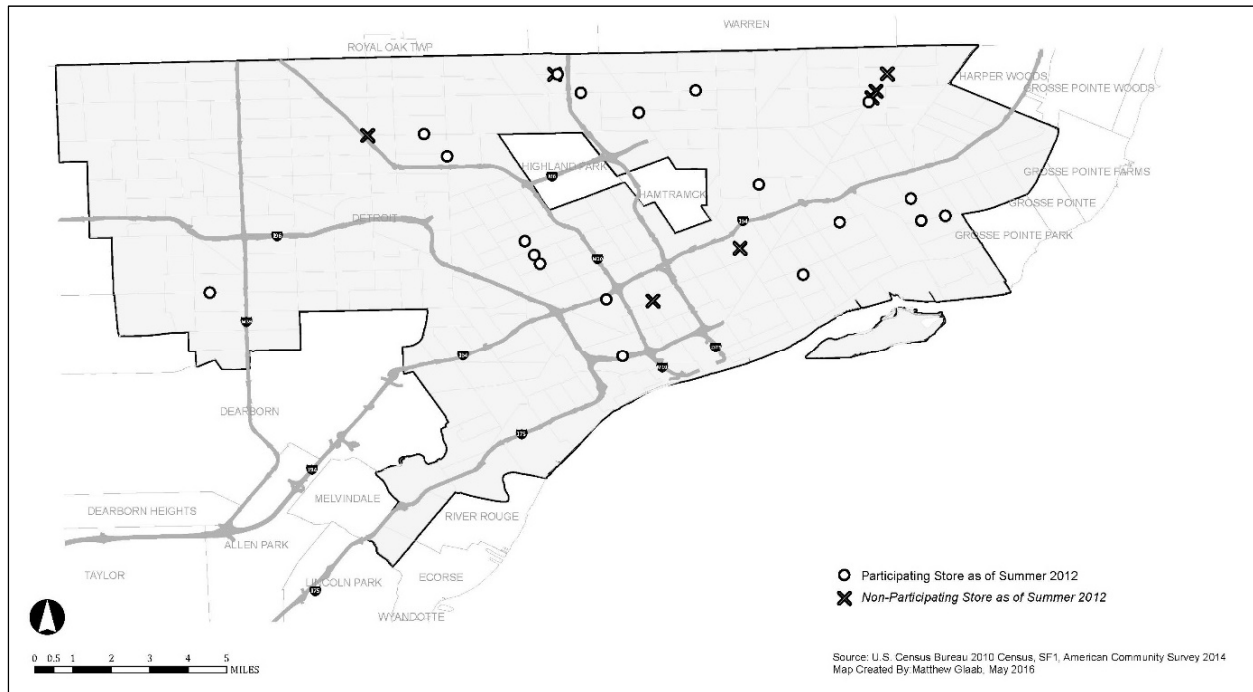 WARREN
ROYAL OAK TWP
HARPER WOODS
GROSSE POINTE WOODS
HIGHLAND PARK
GROSSE POINTE FARMS
HAMTRAMCK
GROSSE POINTE
DETROIT
GROSSE POINTE PARK
DEARBORN
MELVINDALE
DEARBORN HEIGHTS
RIVER ROUGE
ALLEN PARK
TAYLOR
LINCOLN PARK
ECORSE
WYANDOTTE
Participating Store as of Summer 2012
Non-Participating Store as of Summer 2012
0 0.5 1 2 3 4 5
MILES
Source: U.S. Census Bureau 2010 Census, SF1, American Community Survey 2014
Map Created By:Matthew Glaab, May 2016